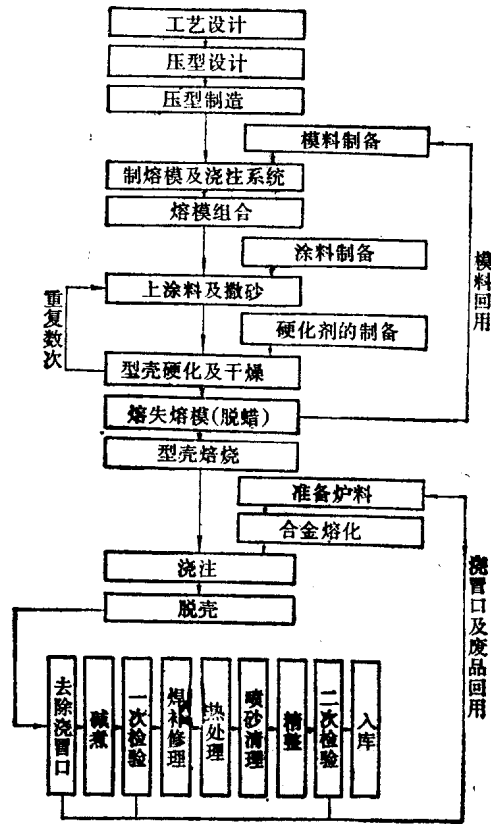 工艺设计
压型设计
压型制造
模料制备
制熔模及浇注系统
熔模组合
涂料制备
模料回用
上涂料及撒砂
重复数次
硬化剂的制备
型壳硬化及干燥
熔失熔模(脱蜡)
型壳焙烧
准备炉料
合金熔化
浇注
脱壳
浇冒口及废品回用
去除浇冒口
碱煮
一次检验
焊补修理
热处理
喷砂清理
精整
二次检验
入库